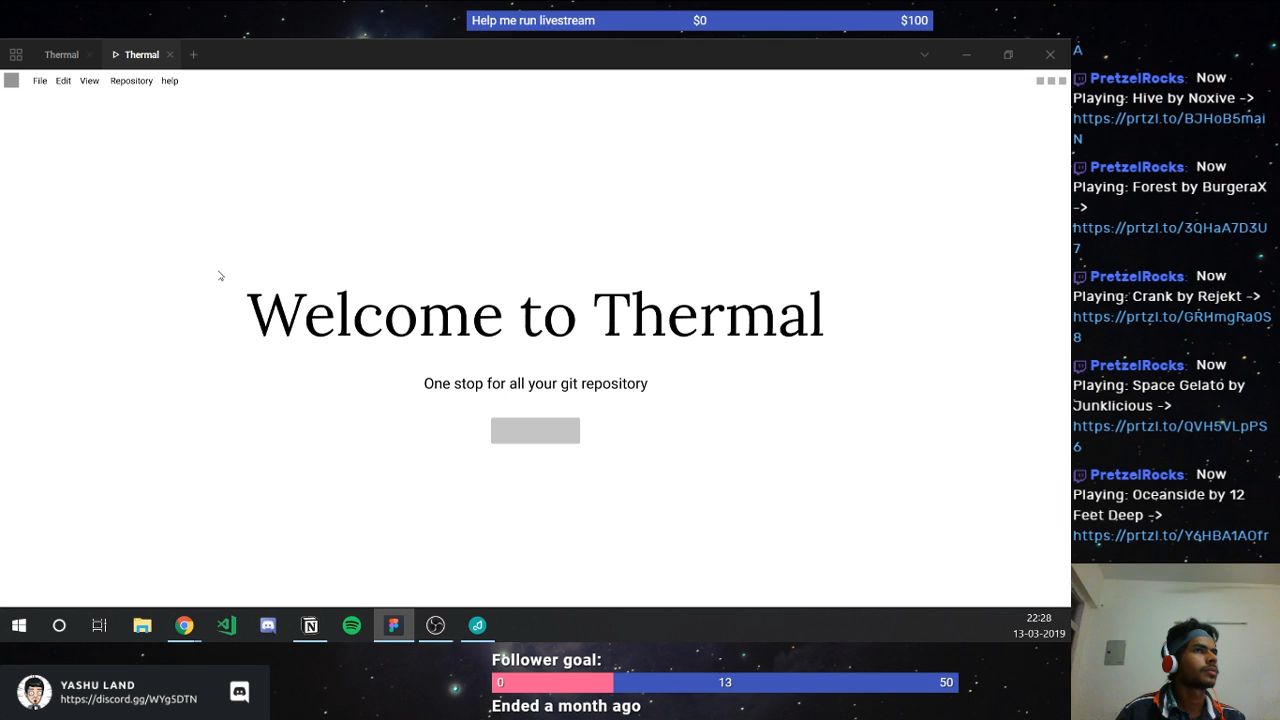 Help me run livestream $0 $100
Thermal Thermal
File Edit View Repository help
Welcome to Thermal
One stop for all your git repository
22:28
13-03-2019
YASHU LAND
https://discord.gg/WYg5DTN
Follower goal:
0 13 50
Ended a month ago
A
PretzelRocks: Now
Playing: Hive by Noxive ->
https://prtzl.to/BJHoB5mai
N
PretzelRocks: Now
Playing: Forest by BurgeraX
->
https://prtzl.to/3QHaA7D3U
7
PretzelRocks: Now
Playing: Crank by Rejekt ->
https://prtzl.to/GRHmgRa0S
8
PretzelRocks: Now
Playing: Space Gelato by
Junklicious ->
https://prtzl.to/QVH5VLpPS
6
PretzelRocks: Now
Playing: Oceanside by 12
Feet Deep ->
https://prtzl.to/Y4HBA1AOfr